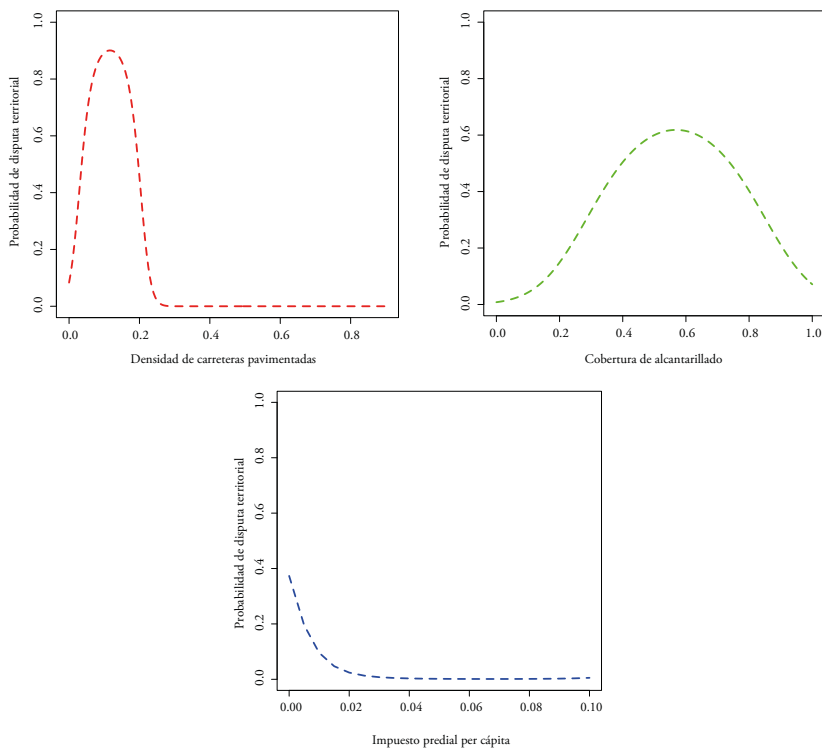 Probabilidad de disputa territorial
1.0
0.8
0.6
0.4
0.2
0.0
0.0 0.2 0.4 0.6 0.8
Densidad de carreteras pavimentadas
Probabilidad de disputa territorial
1.0
0.8
0.6
0.4
0.2
0.0
0.0 0.2 0.4 0.6 0.8 1.0
Cobertura de alcantarillado
Probabilidad de disputa territorial
1.0
0.8
0.6
0.4
0.2
0.0
0.00 0.02 0.04 0.06 0.08 0.10
Impuesto predial per cápita